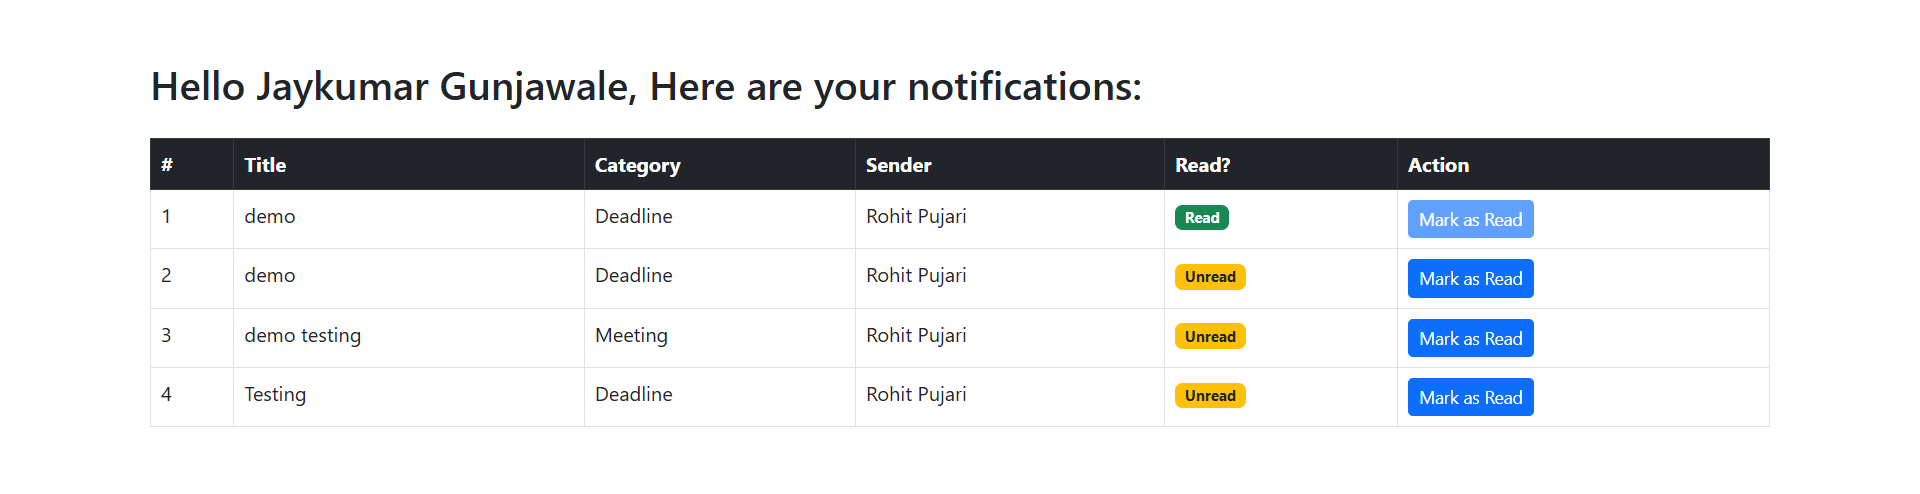 Hello Jaykumar Gunjawale, Here are your notifications:
# Title Category Sender Read? Action
1 demo Deadline Rohit Pujari Read Mark as Read
2 demo Deadline Rohit Pujari Unread Mark as Read
3 demo testing Meeting Rohit Pujari Unread Mark as Read
4 Testing Deadline Rohit Pujari Unread Mark as Read